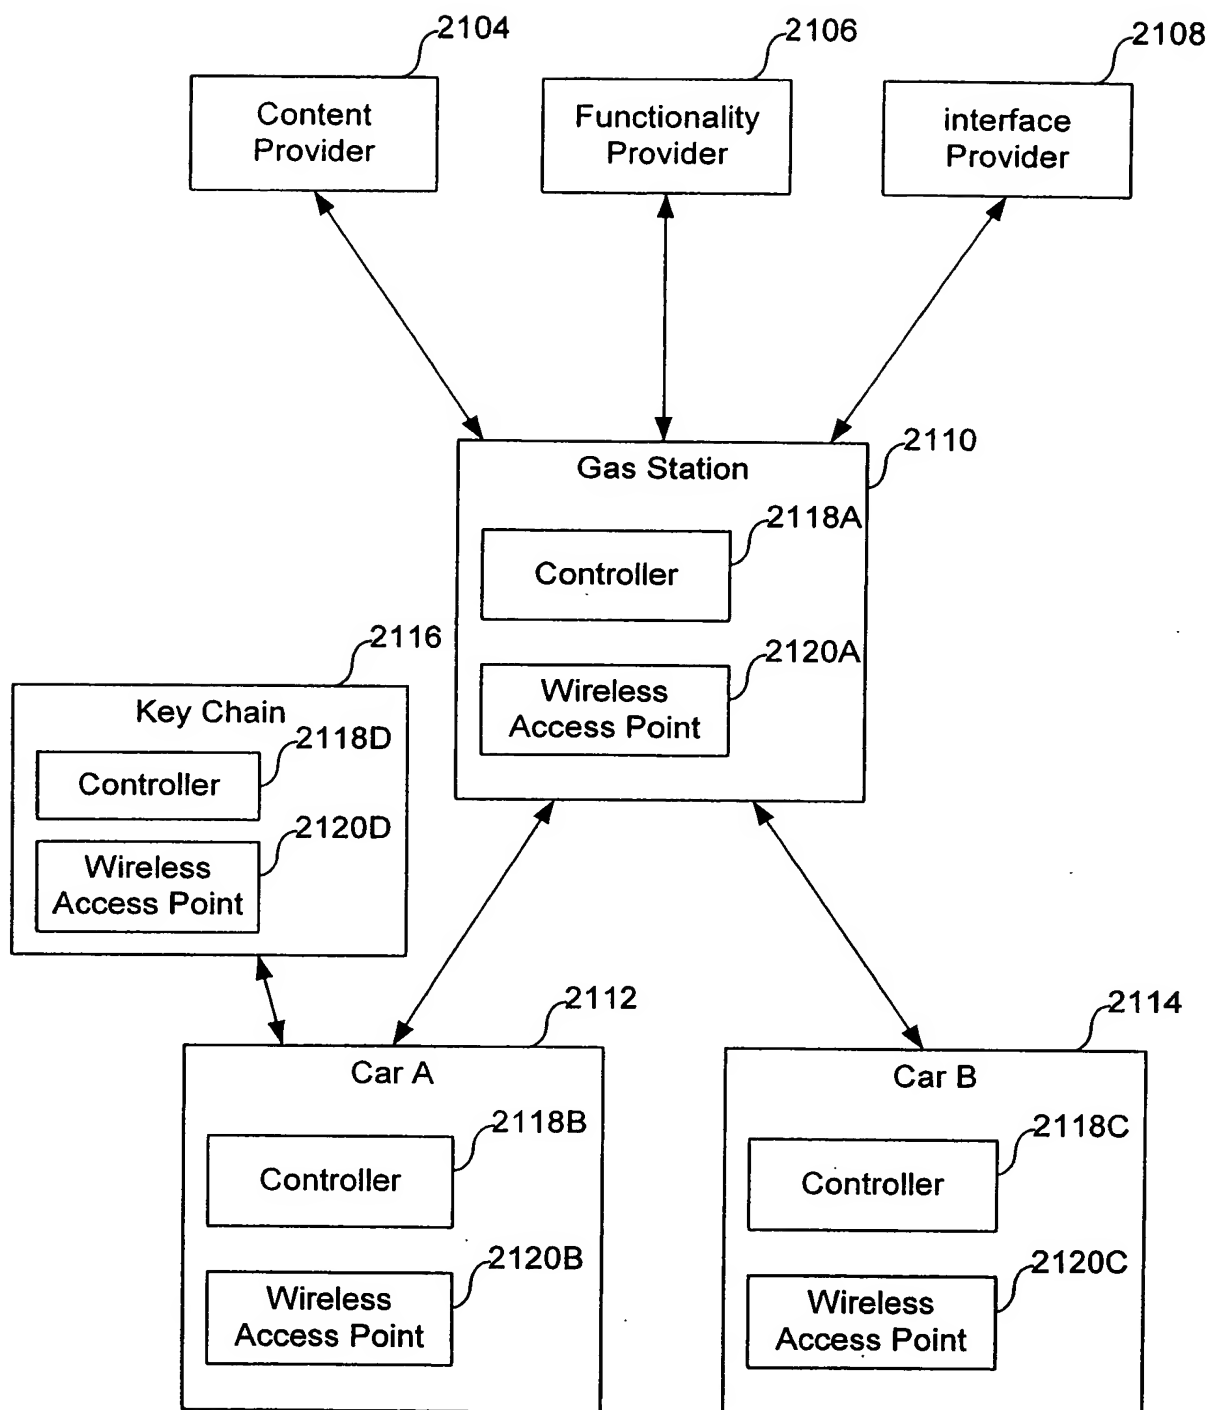 2104
2106
2108
Content
Provider
Functionality
Provider
interface
Provider
2110
Gas Station
2118A
Controller
2120A
Wireless
Access Point
2116
Key Chain
2118D
Controller
2120D
Wireless
Access Point
2112
Car A
2118B
Controller
2120B
Wireless
Access Point
2114
Car B
2118C
Controller
2120C
Wireless
Access Point